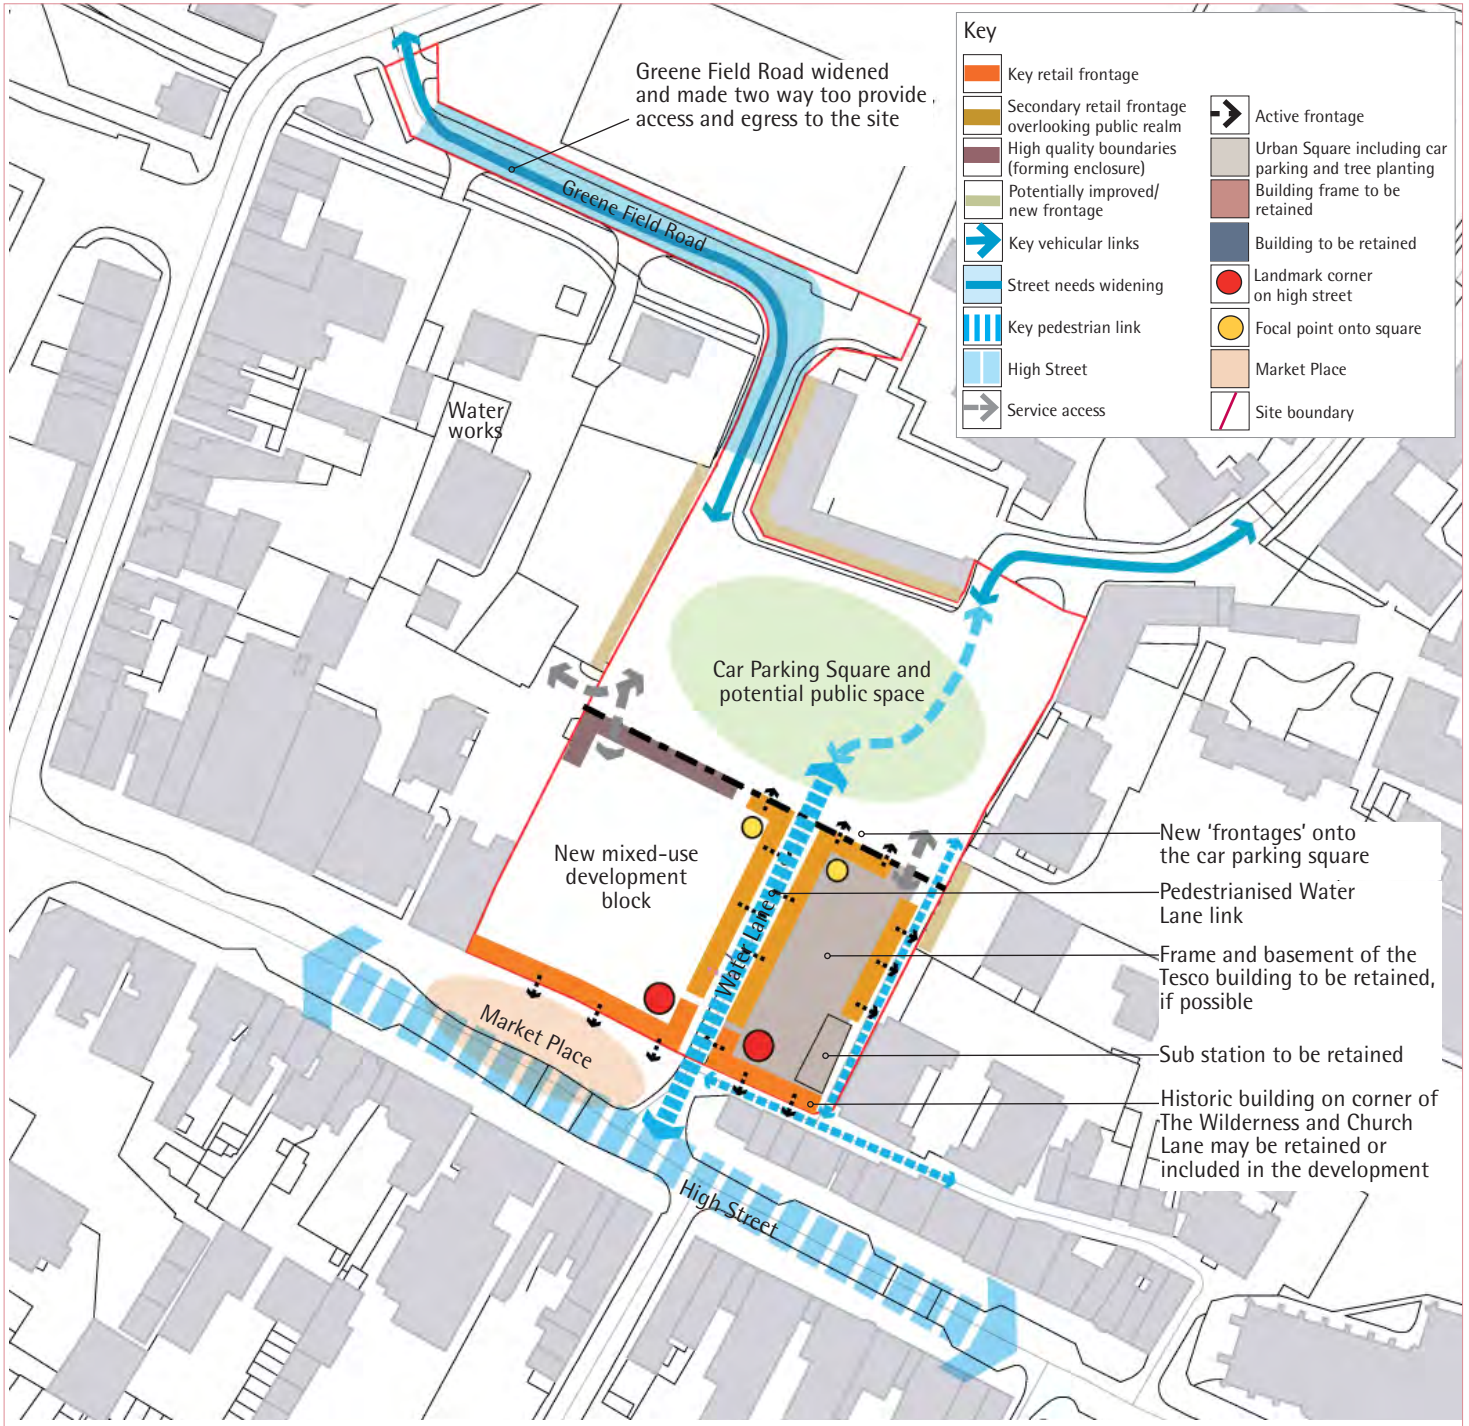 Key
Key retail frontage
Secondary retail frontage
overlooking public realm
High quality boundaries
(forming enclosure)
Potentially improved/
new frontage
Key vehicular links
Street needs widening
Key pedestrian link
High Street
Service access
Active frontage
Urban Square including car
parking and tree planting
Building frame to be
retained
Building to be retained
Landmark corner
on high street
Focal point onto square
Market Place
Site boundary
Greene Field Road widened
and made two way too provide
access and egress to the site
Greene Field Road
Water
works
Car Parking Square and
potential public space
New mixed-use
development
block
Water Lane
Market Place
High Street
New ‘frontages’ onto
the car parking square
Pedestrianised Water
Lane link
Frame and basement of the
Tesco building to be retained,
if possible
Sub station to be retained
Historic building on corner of
The Wilderness and Church
Lane may be retained or
included in the development